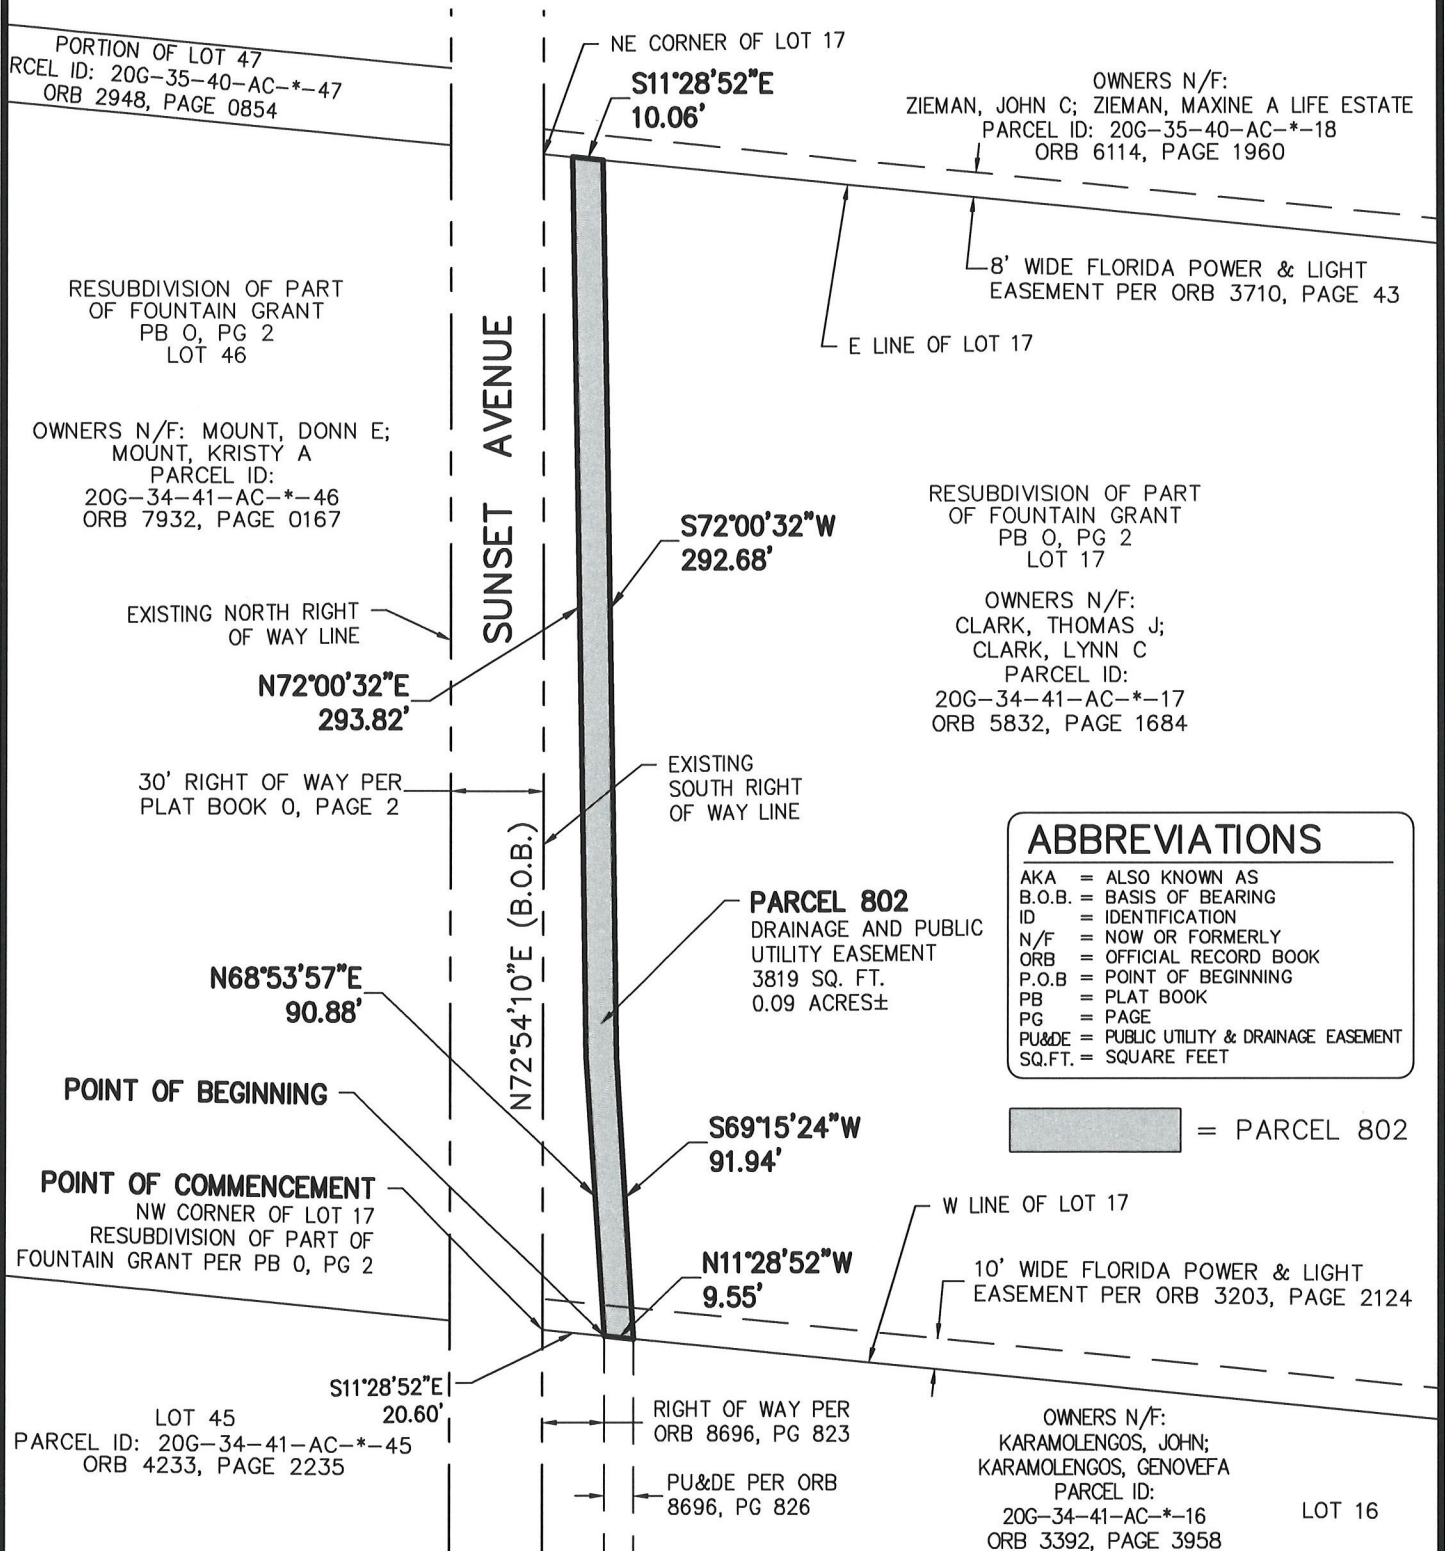 PORTION OF LOT 47
RCEL ID: 20G-35-40-AC-*-47
ORB 2948, PAGE 0854
NE CORNER OF LOT 17
S11°28'52"E
10.06'
OWNERS N/F:
ZIEMAN, JOHN C; ZIEMAN, MAXINE A LIFE ESTATE
PARCEL ID: 20G-35-40-AC-*-18
ORB 6114, PAGE 1960
8' WIDE FLORIDA POWER & LIGHT
EASEMENT PER ORB 3710, PAGE 43
E LINE OF LOT 17
RESUBDIVISION OF PART
OF FOUNTAIN GRANT
PB O, PG 2
LOT 46
OWNERS N/F: MOUNT, DONN E;
MOUNT, KRISTY A
PARCEL ID:
20G-34-41-AC-*-46
ORB 7932, PAGE 0167
SUNSET AVENUE
S72°00'32"W
292.68'
RESUBDIVISION OF PART
OF FOUNTAIN GRANT
PB O, PG 2
LOT 17
OWNERS N/F:
CLARK, THOMAS J;
CLARK, LYNN C
PARCEL ID:
20G-34-41-AC-*-17
ORB 5832, PAGE 1684
EXISTING NORTH RIGHT
OF WAY LINE
N72°00'32"E
293.82'
30' RIGHT OF WAY PER
PLAT BOOK O, PAGE 2
EXISTING
SOUTH RIGHT
OF WAY LINE
N72°54'10"E (B.O.B.)
PARCEL 802
DRAINAGE AND PUBLIC
UTILITY EASEMENT
3819 SQ. FT.
0.09 ACRES±
ABBREVIATIONS
AKA = ALSO KNOWN AS
B.O.B. = BASIS OF BEARING
ID = IDENTIFICATION
N/F = NOW OR FORMERLY
ORB = OFFICIAL RECORD BOOK
P.O.B = POINT OF BEGINNING
PB = PLAT BOOK
PG = PAGE
PU&DE = PUBLIC UTILITY & DRAINAGE EASEMENT
SQ.FT. = SQUARE FEET
= PARCEL 802
N68°53'57"E
90.88'
POINT OF BEGINNING
S69°15'24"W
91.94'
POINT OF COMMENCEMENT
NW CORNER OF LOT 17
RESUBDIVISION OF PART OF
FOUNTAIN GRANT PER PB O, PG 2
W LINE OF LOT 17
N11°28'52"W
9.55'
10' WIDE FLORIDA POWER & LIGHT
EASEMENT PER ORB 3203, PAGE 2124
S11°28'52"E
20.60'
LOT 45
PARCEL ID: 20G-34-41-AC-*-45
ORB 4233, PAGE 2235
RIGHT OF WAY PER
ORB 8696, PG 823
PU&DE PER ORB
8696, PG 826
OWNERS N/F:
KARAMOLENGOS, JOHN;
KARAMOLENGOS, GENOVEFA
PARCEL ID:
20G-34-41-AC-*-16
ORB 3392, PAGE 3958
LOT 16